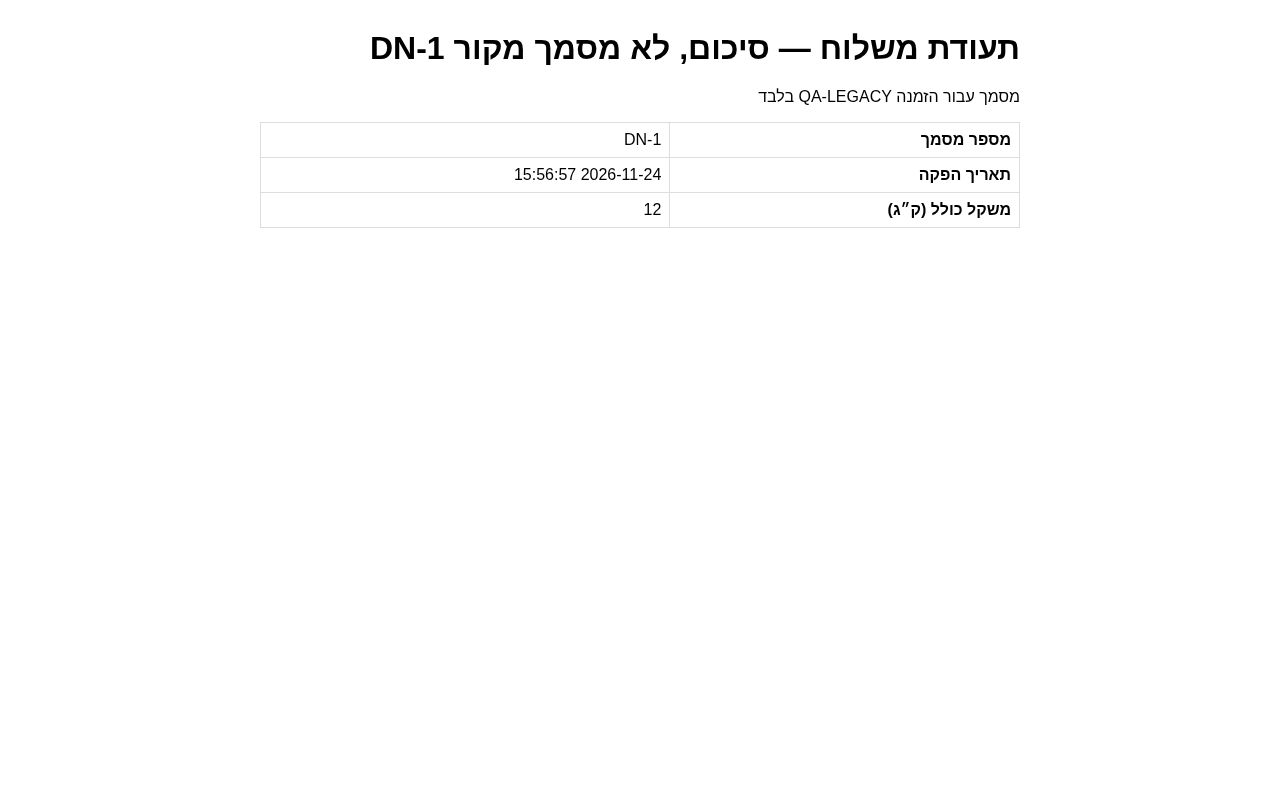 תעודת משלוח — סיכום, לא מסמך מקור DN-1
מסמך עבור הזמנה QA-LEGACY בלבד
מספר מסמך DN-1
תאריך הפקה 2026-11-24 15:56:57
משקל כולל (ק״ג) 12